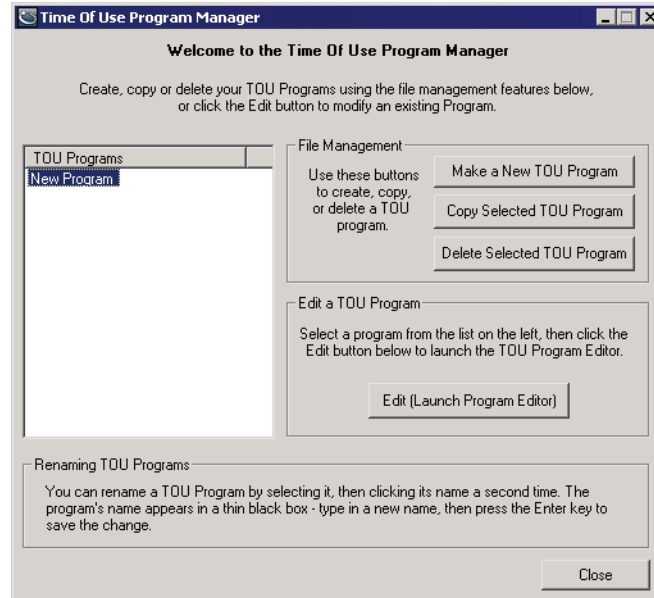 Time Of Use Program Manager
Welcome to the Time Of Use Program Manager
Create, copy or delete your TOU Programs using the file management features below,
or click the Edit button to modify an existing Program.
TOU Programs
New Program
File Management
Use these buttons
to create, copy,
or delete a TOU
program.
Make a New TOU Program
Copy Selected TOU Program
Delete Selected TOU Program
Edit a TOU Program
Select a program from the list on the left, then click the
Edit button below to launch the TOU Program Editor.
Edit (Launch Program Editor)
Renaming TOU Programs
You can rename a TOU Program by selecting it, then clicking its name a second time. The
program's name appears in a thin black box - type in a new name, then press the Enter key to
save the change.
Close